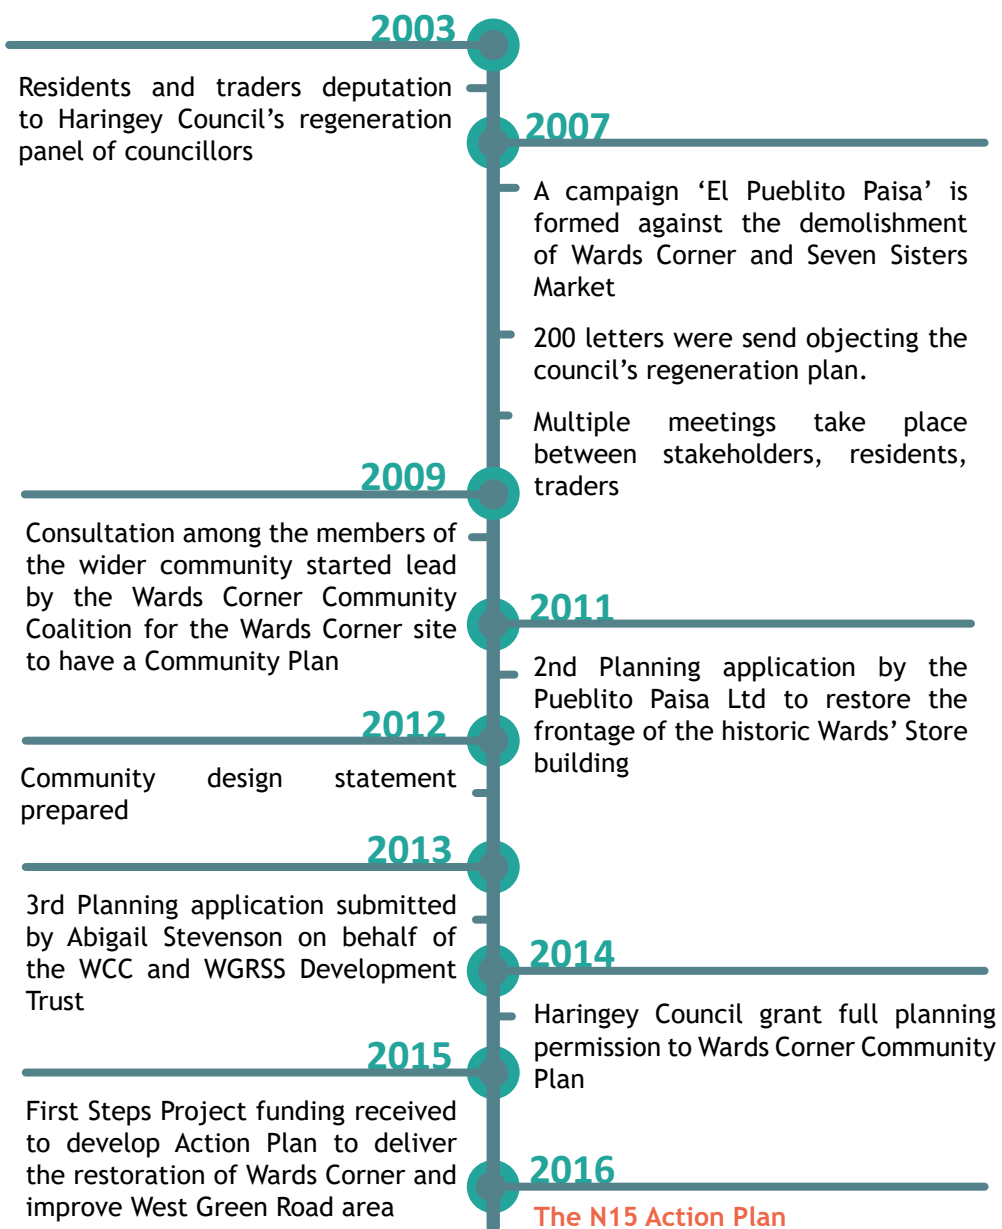 2003
Residents and traders deputation
to Haringey Council’s regeneration
panel of councillors
2007
A campaign ‘El Pueblito Paisa’ is
formed against the demolishment
of Wards Corner and Seven Sisters
Market
200 letters were send objecting the
council’s regeneration plan.
Multiple meetings take place
between stakeholders, residents,
traders
2009
Consultation among the members of
the wider community started lead
by the Wards Corner Community
Coalition for the Wards Corner site
to have a Community Plan
2011
2nd Planning application by the
Pueblito Paisa Ltd to restore the
frontage of the historic Wards’ Store
building
2012
Community design statement
prepared
2013
3rd Planning application submitted
by Abigail Stevenson on behalf of
the WCC and WGRSS Development
Trust
2014
Haringey Council grant full planning
permission to Wards Corner Community
Plan
2015
First Steps Project funding received
to develop Action Plan to deliver
the restoration of Wards Corner and
improve West Green Road area
2016
The N15 Action Plan